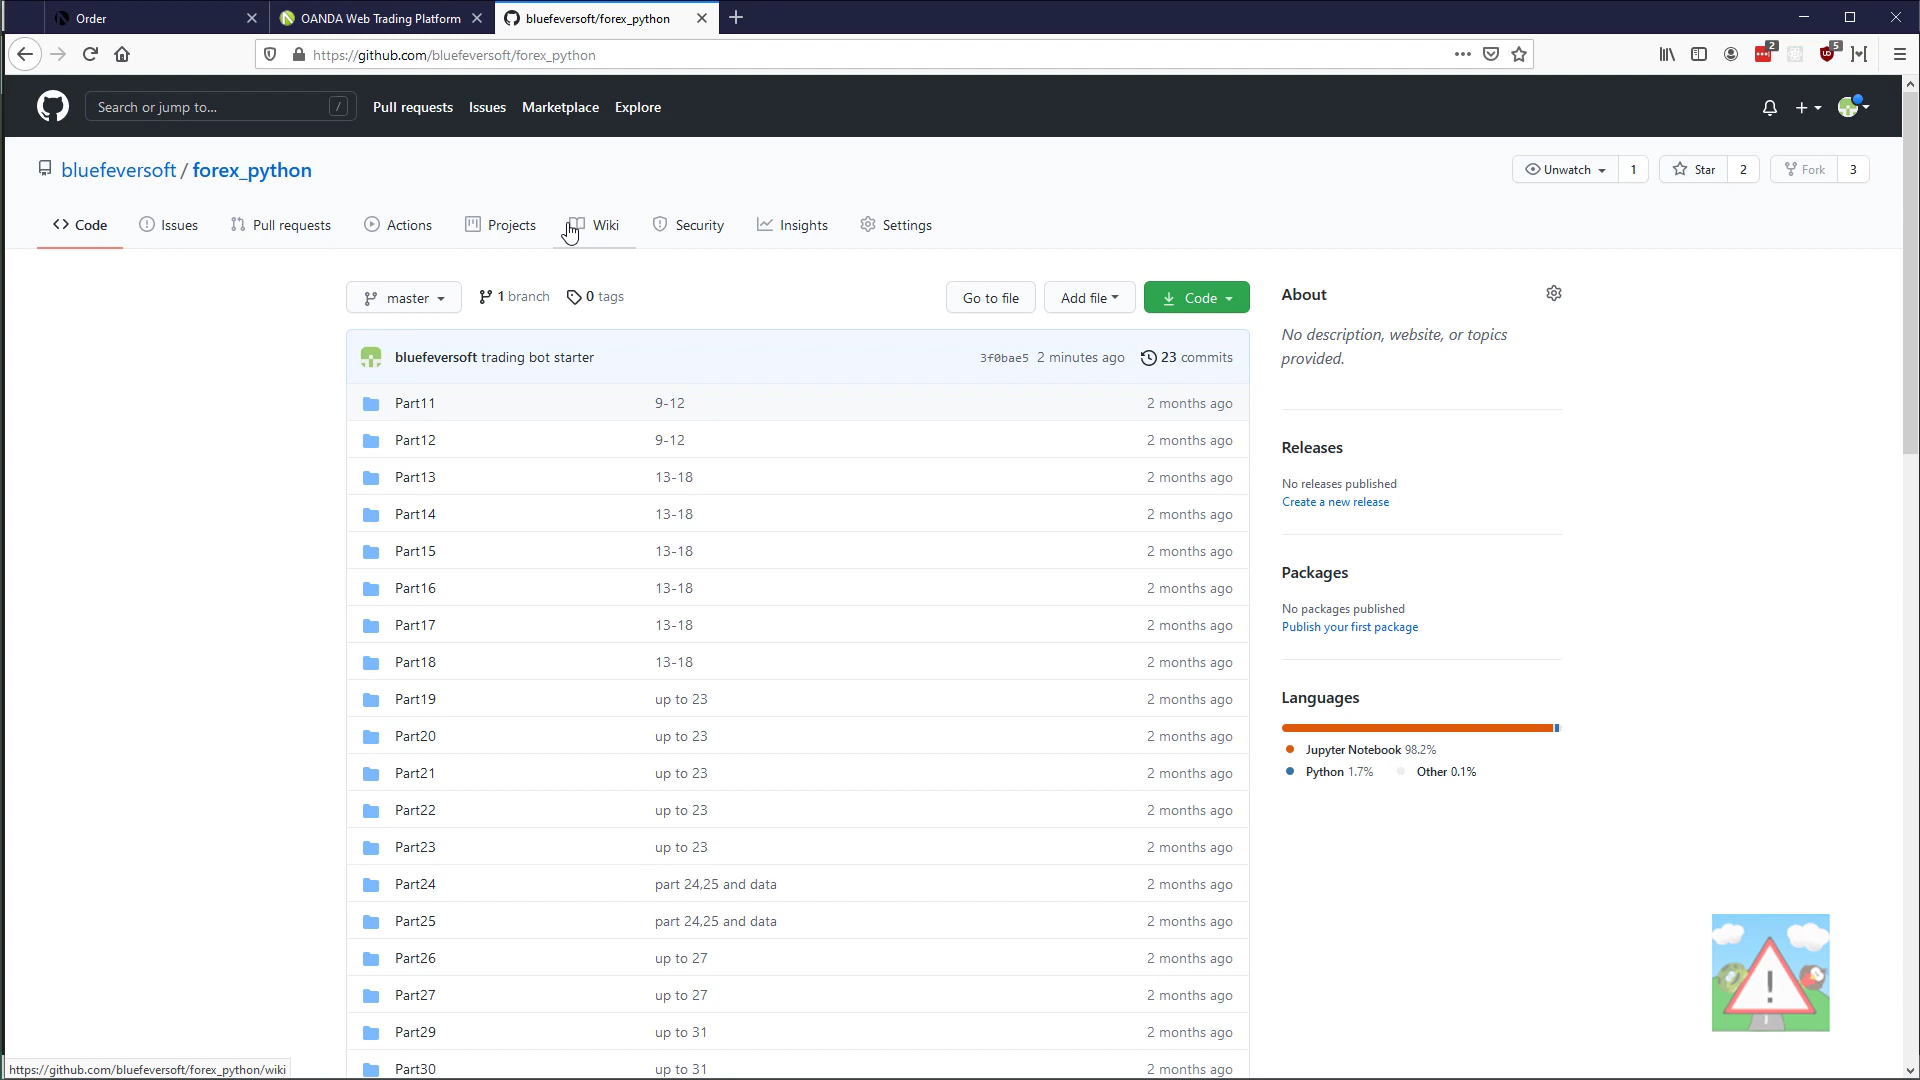 Order
OANDA Web Trading Platform
bluefeversoft/forex_python
https://github.com/bluefeversoft/forex_python
2
5
Search or jump to...
/
Pull requests
Issues
Marketplace
Explore
bluefeversoft / forex_python
Unwatch 1
Star 2
Fork 3
Code
Issues
Pull requests
Actions
Projects
Wiki
Security
Insights
Settings
master
1 branch
0 tags
Go to file
Add file
Code
bluefeversoft trading bot starter 3f0bae5 2 minutes ago 23 commits
Part11 9-12 2 months ago
Part12 9-12 2 months ago
Part13 13-18 2 months ago
Part14 13-18 2 months ago
Part15 13-18 2 months ago
Part16 13-18 2 months ago
Part17 13-18 2 months ago
Part18 13-18 2 months ago
Part19 up to 23 2 months ago
Part20 up to 23 2 months ago
Part21 up to 23 2 months ago
Part22 up to 23 2 months ago
Part23 up to 23 2 months ago
Part24 part 24,25 and data 2 months ago
Part25 part 24,25 and data 2 months ago
Part26 up to 27 2 months ago
Part27 up to 27 2 months ago
Part29 up to 31 2 months ago
Part30 up to 31 2 months ago
About
No description, website, or topics
provided.
Releases
No releases published
Create a new release
Packages
No packages published
Publish your first package
Languages
Jupyter Notebook 98.2%
Python 1.7% Other 0.1%
!
https://github.com/bluefeversoft/forex_python/wiki